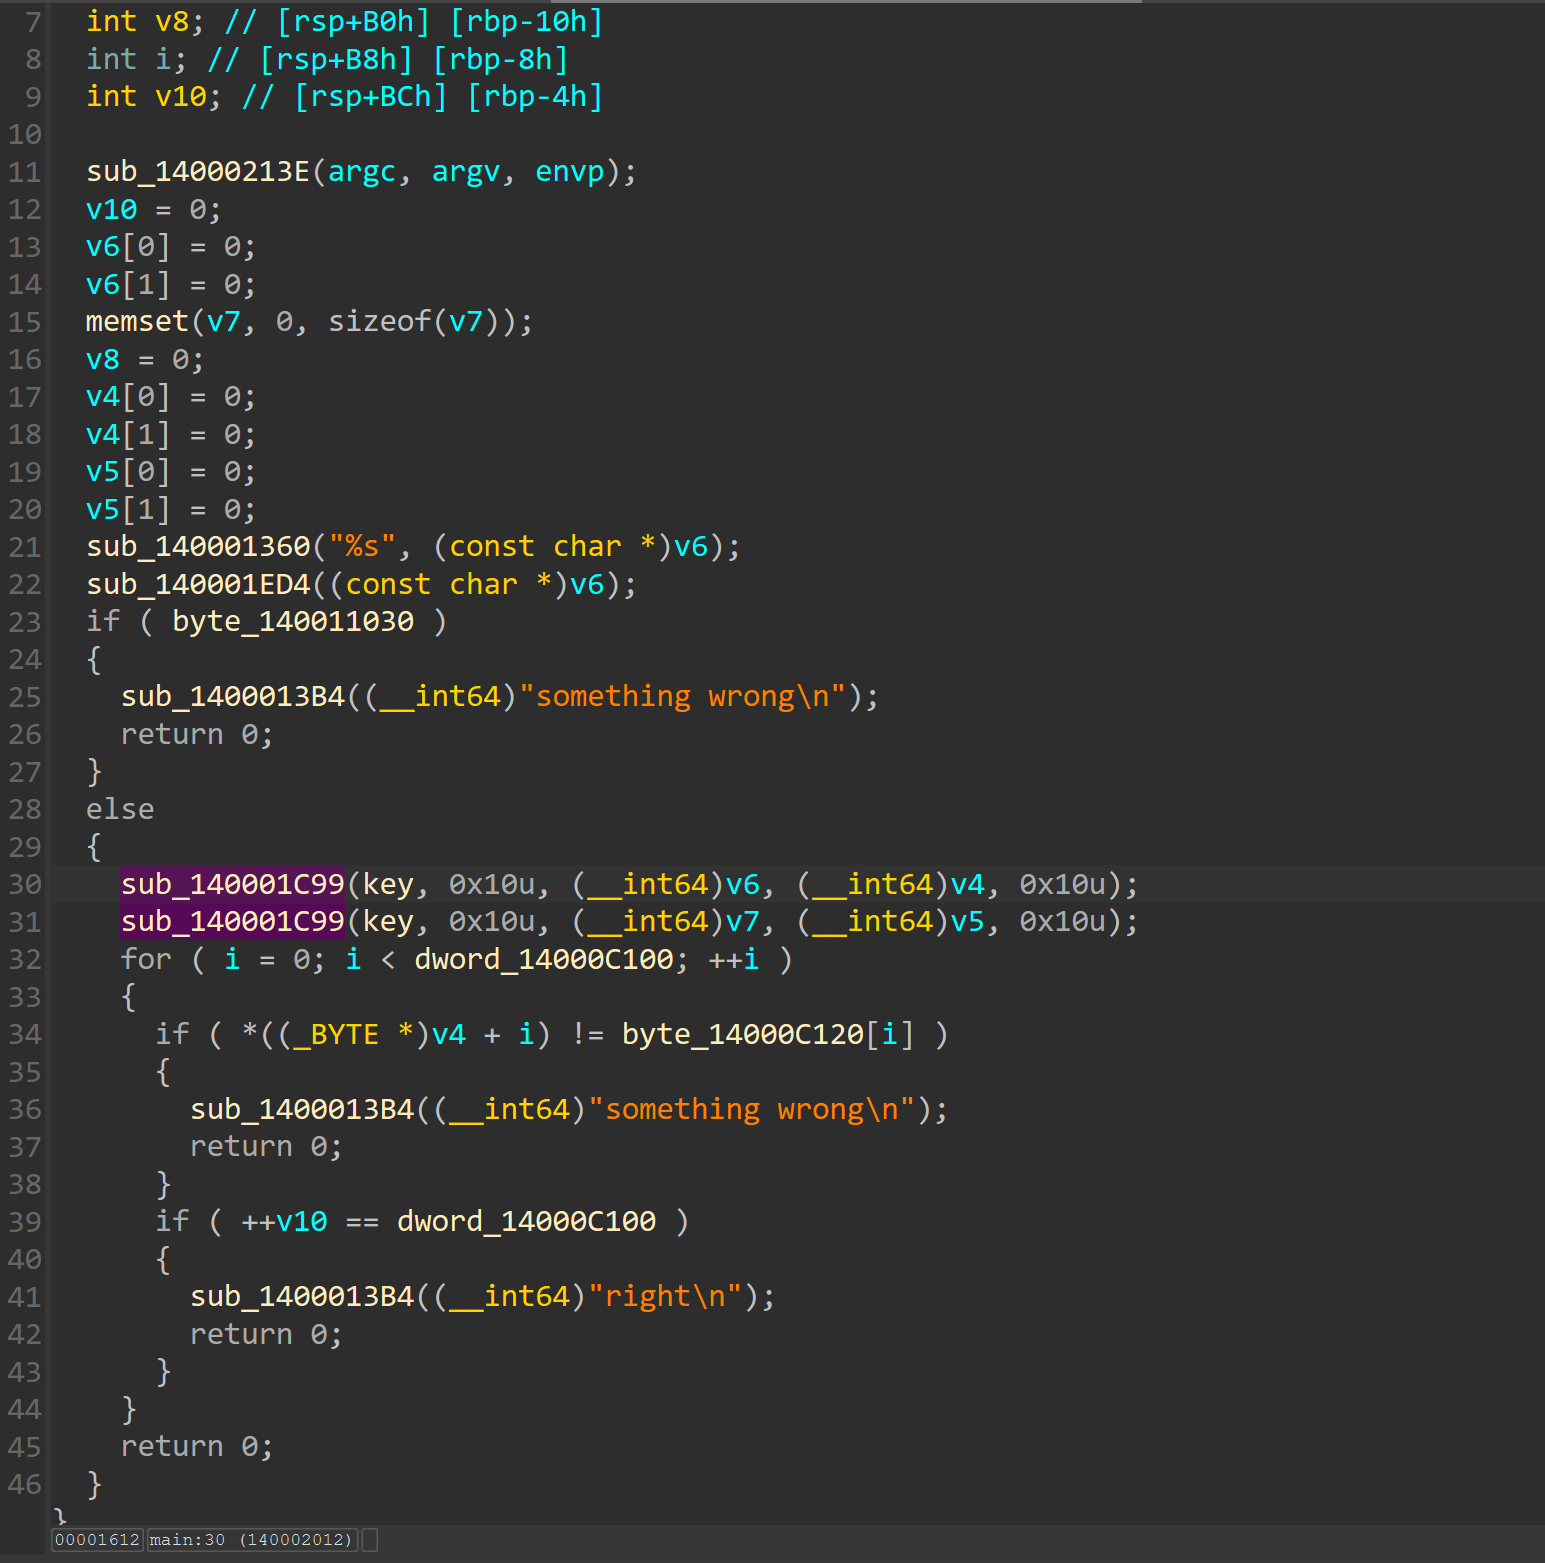 7 int v8; // [rsp+B0h] [rbp-10h]
8 int i; // [rsp+B8h] [rbp-8h]
9 int v10; // [rsp+BCh] [rbp-4h]
10
11 sub_14000213E(argc, argv, envp);
12 v10 = 0;
13 v6[0] = 0;
14 v6[1] = 0;
15 memset(v7, 0, sizeof(v7));
16 v8 = 0;
17 v4[0] = 0;
18 v4[1] = 0;
19 v5[0] = 0;
20 v5[1] = 0;
21 sub_140001360("%s", (const char *)v6);
22 sub_140001ED4((const char *)v6);
23 if ( byte_140011030 )
24 {
25 sub_1400013B4((__int64)"something wrong\n");
26 return 0;
27 }
28 else
29 {
30 sub_140001C99(key, 0x10u, (__int64)v6, (__int64)v4, 0x10u);
31 sub_140001C99(key, 0x10u, (__int64)v7, (__int64)v5, 0x10u);
32 for ( i = 0; i < dword_14000C100; ++i )
33 {
34 if ( *((_BYTE *)v4 + i) != byte_14000C120[i] )
35 {
36 sub_1400013B4((__int64)"something wrong\n");
37 return 0;
38 }
39 if ( ++v10 == dword_14000C100 )
40 {
41 sub_1400013B4((__int64)"right\n");
42 return 0;
43 }
44 }
45 return 0;
46 }
}
00001612 main:30 (140002012)